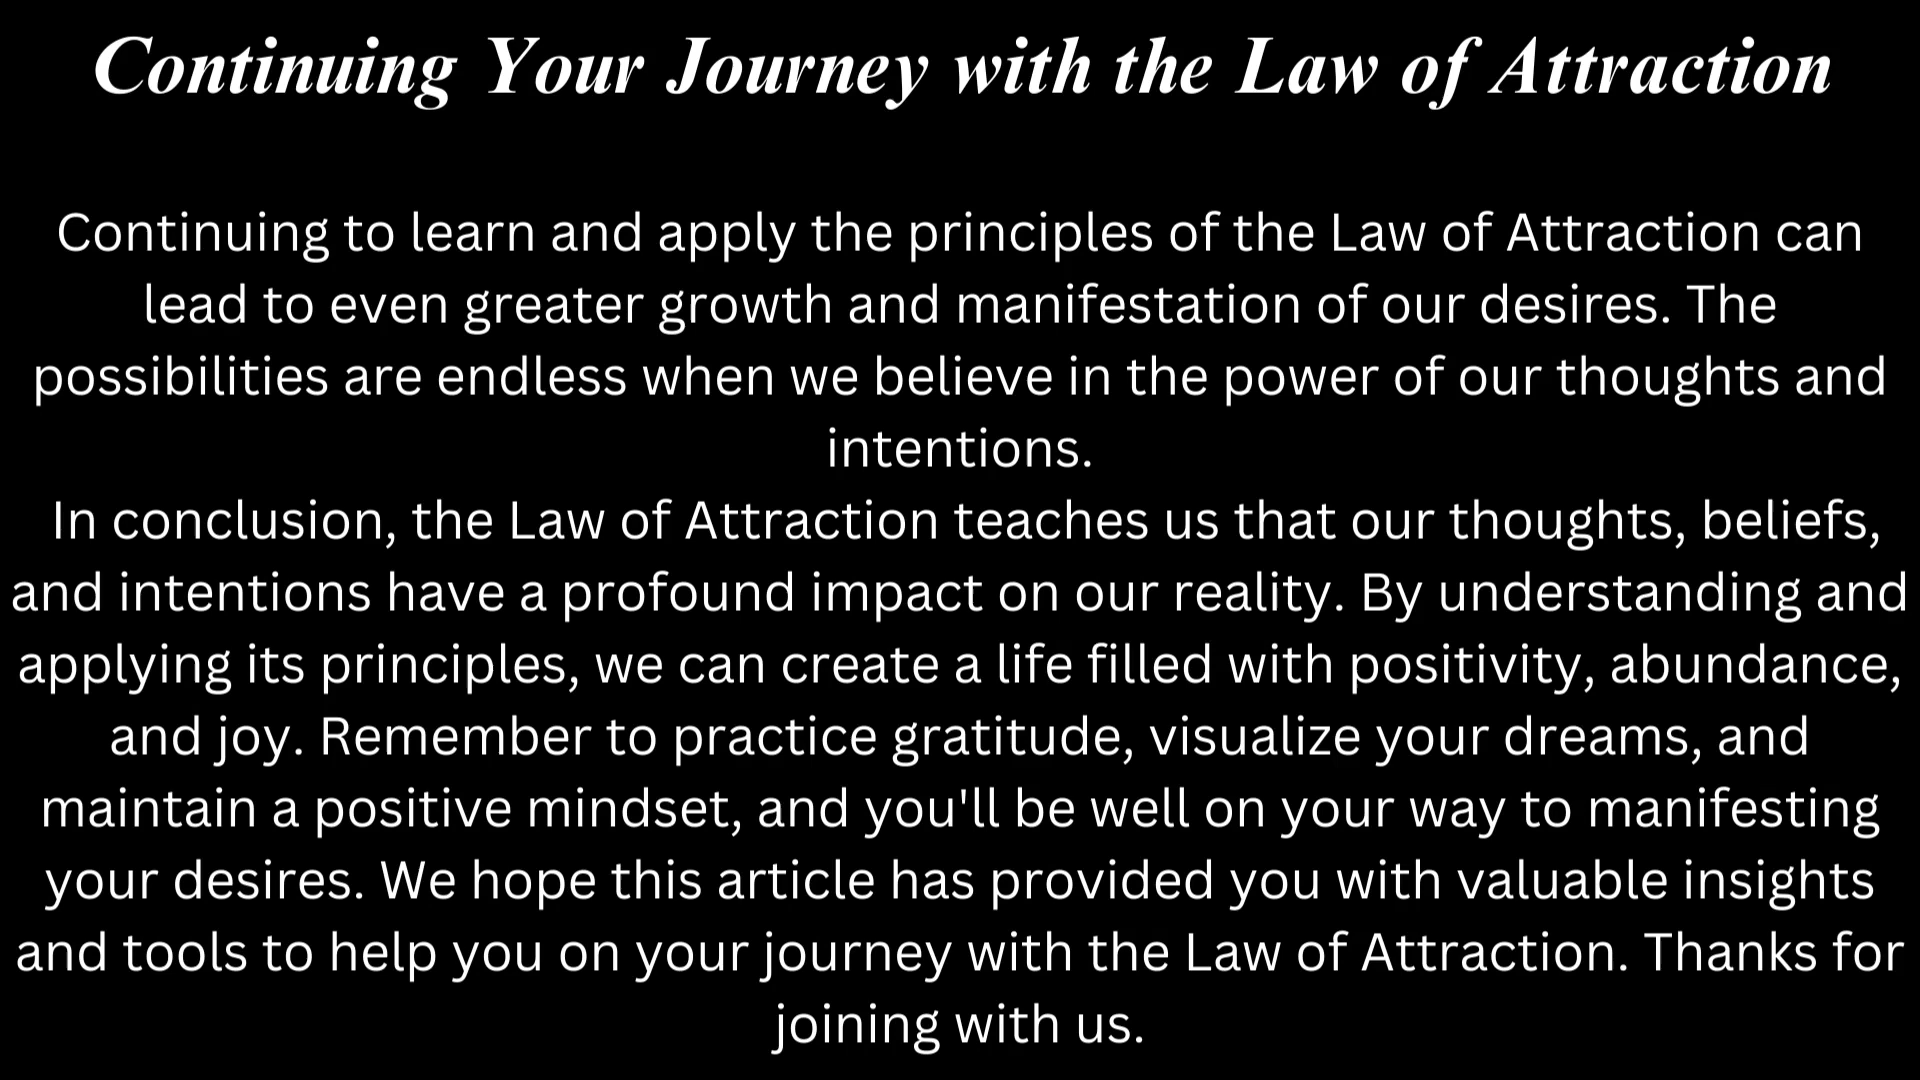 Continuing Your Journey with the Law of Attraction
Continuing to learn and apply the principles of the Law of Attraction can
lead to even greater growth and manifestation of our desires. The
possibilities are endless when we believe in the power of our thoughts and
intentions.
In conclusion, the Law of Attraction teaches us that our thoughts, beliefs,
and intentions have a profound impact on our reality. By understanding and
applying its principles, we can create a life filled with positivity, abundance,
and joy. Remember to practice gratitude, visualize your dreams, and
maintain a positive mindset, and you'll be well on your way to manifesting
your desires. We hope this article has provided you with valuable insights
and tools to help you on your journey with the Law of Attraction. Thanks for
joining with us.